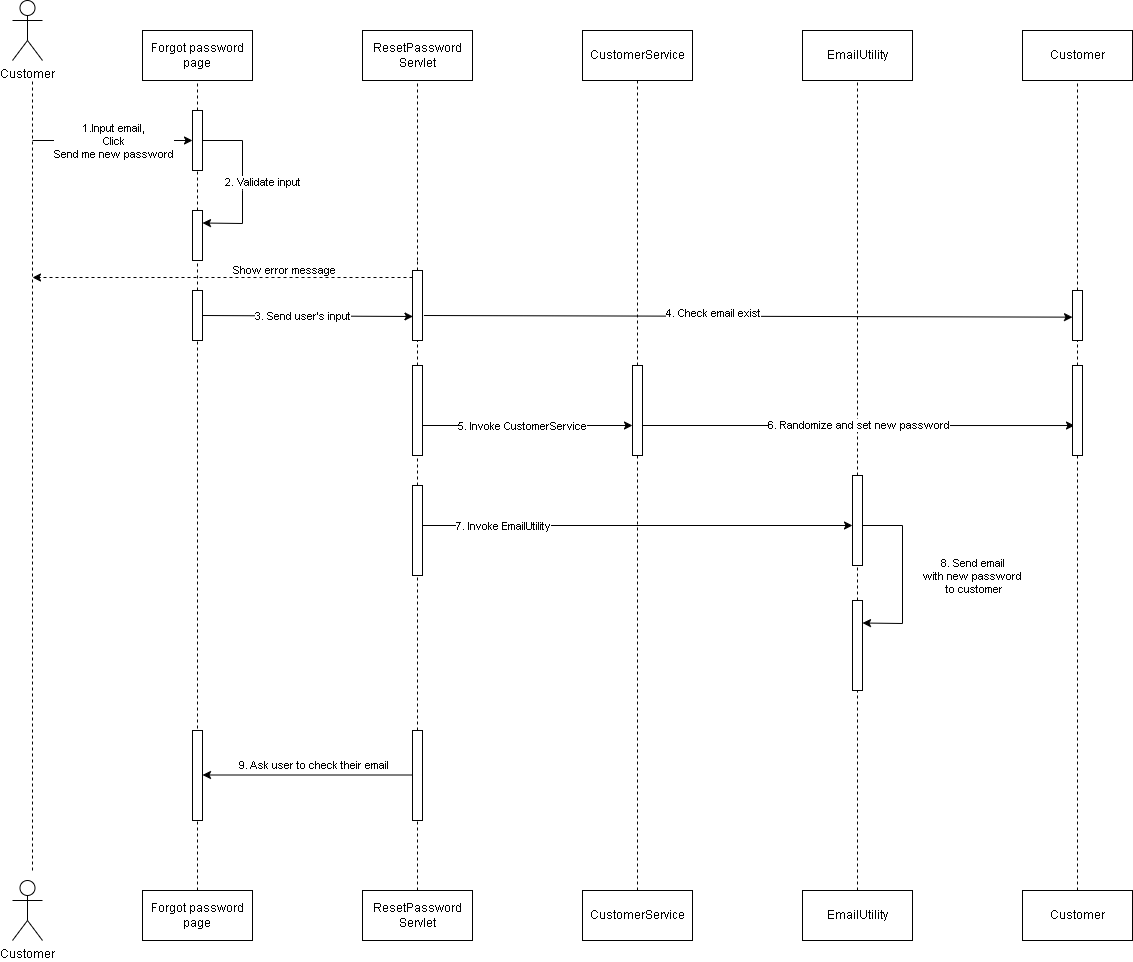 Customer
Forgot password
page
ResetPassword
Servlet
CustomerService
EmailUtility
Customer
1.Input email,
Click
Send me new password
2. Validate input
Show error message
3. Send user's input
4. Check email exist
5. Invoke CustomerService
6. Randomize and set new password
7. Invoke EmailUtility
8. Send email
with new password
to customer
9. Ask user to check their email
Customer
Forgot password
page
ResetPassword
Servlet
CustomerService
EmailUtility
Customer